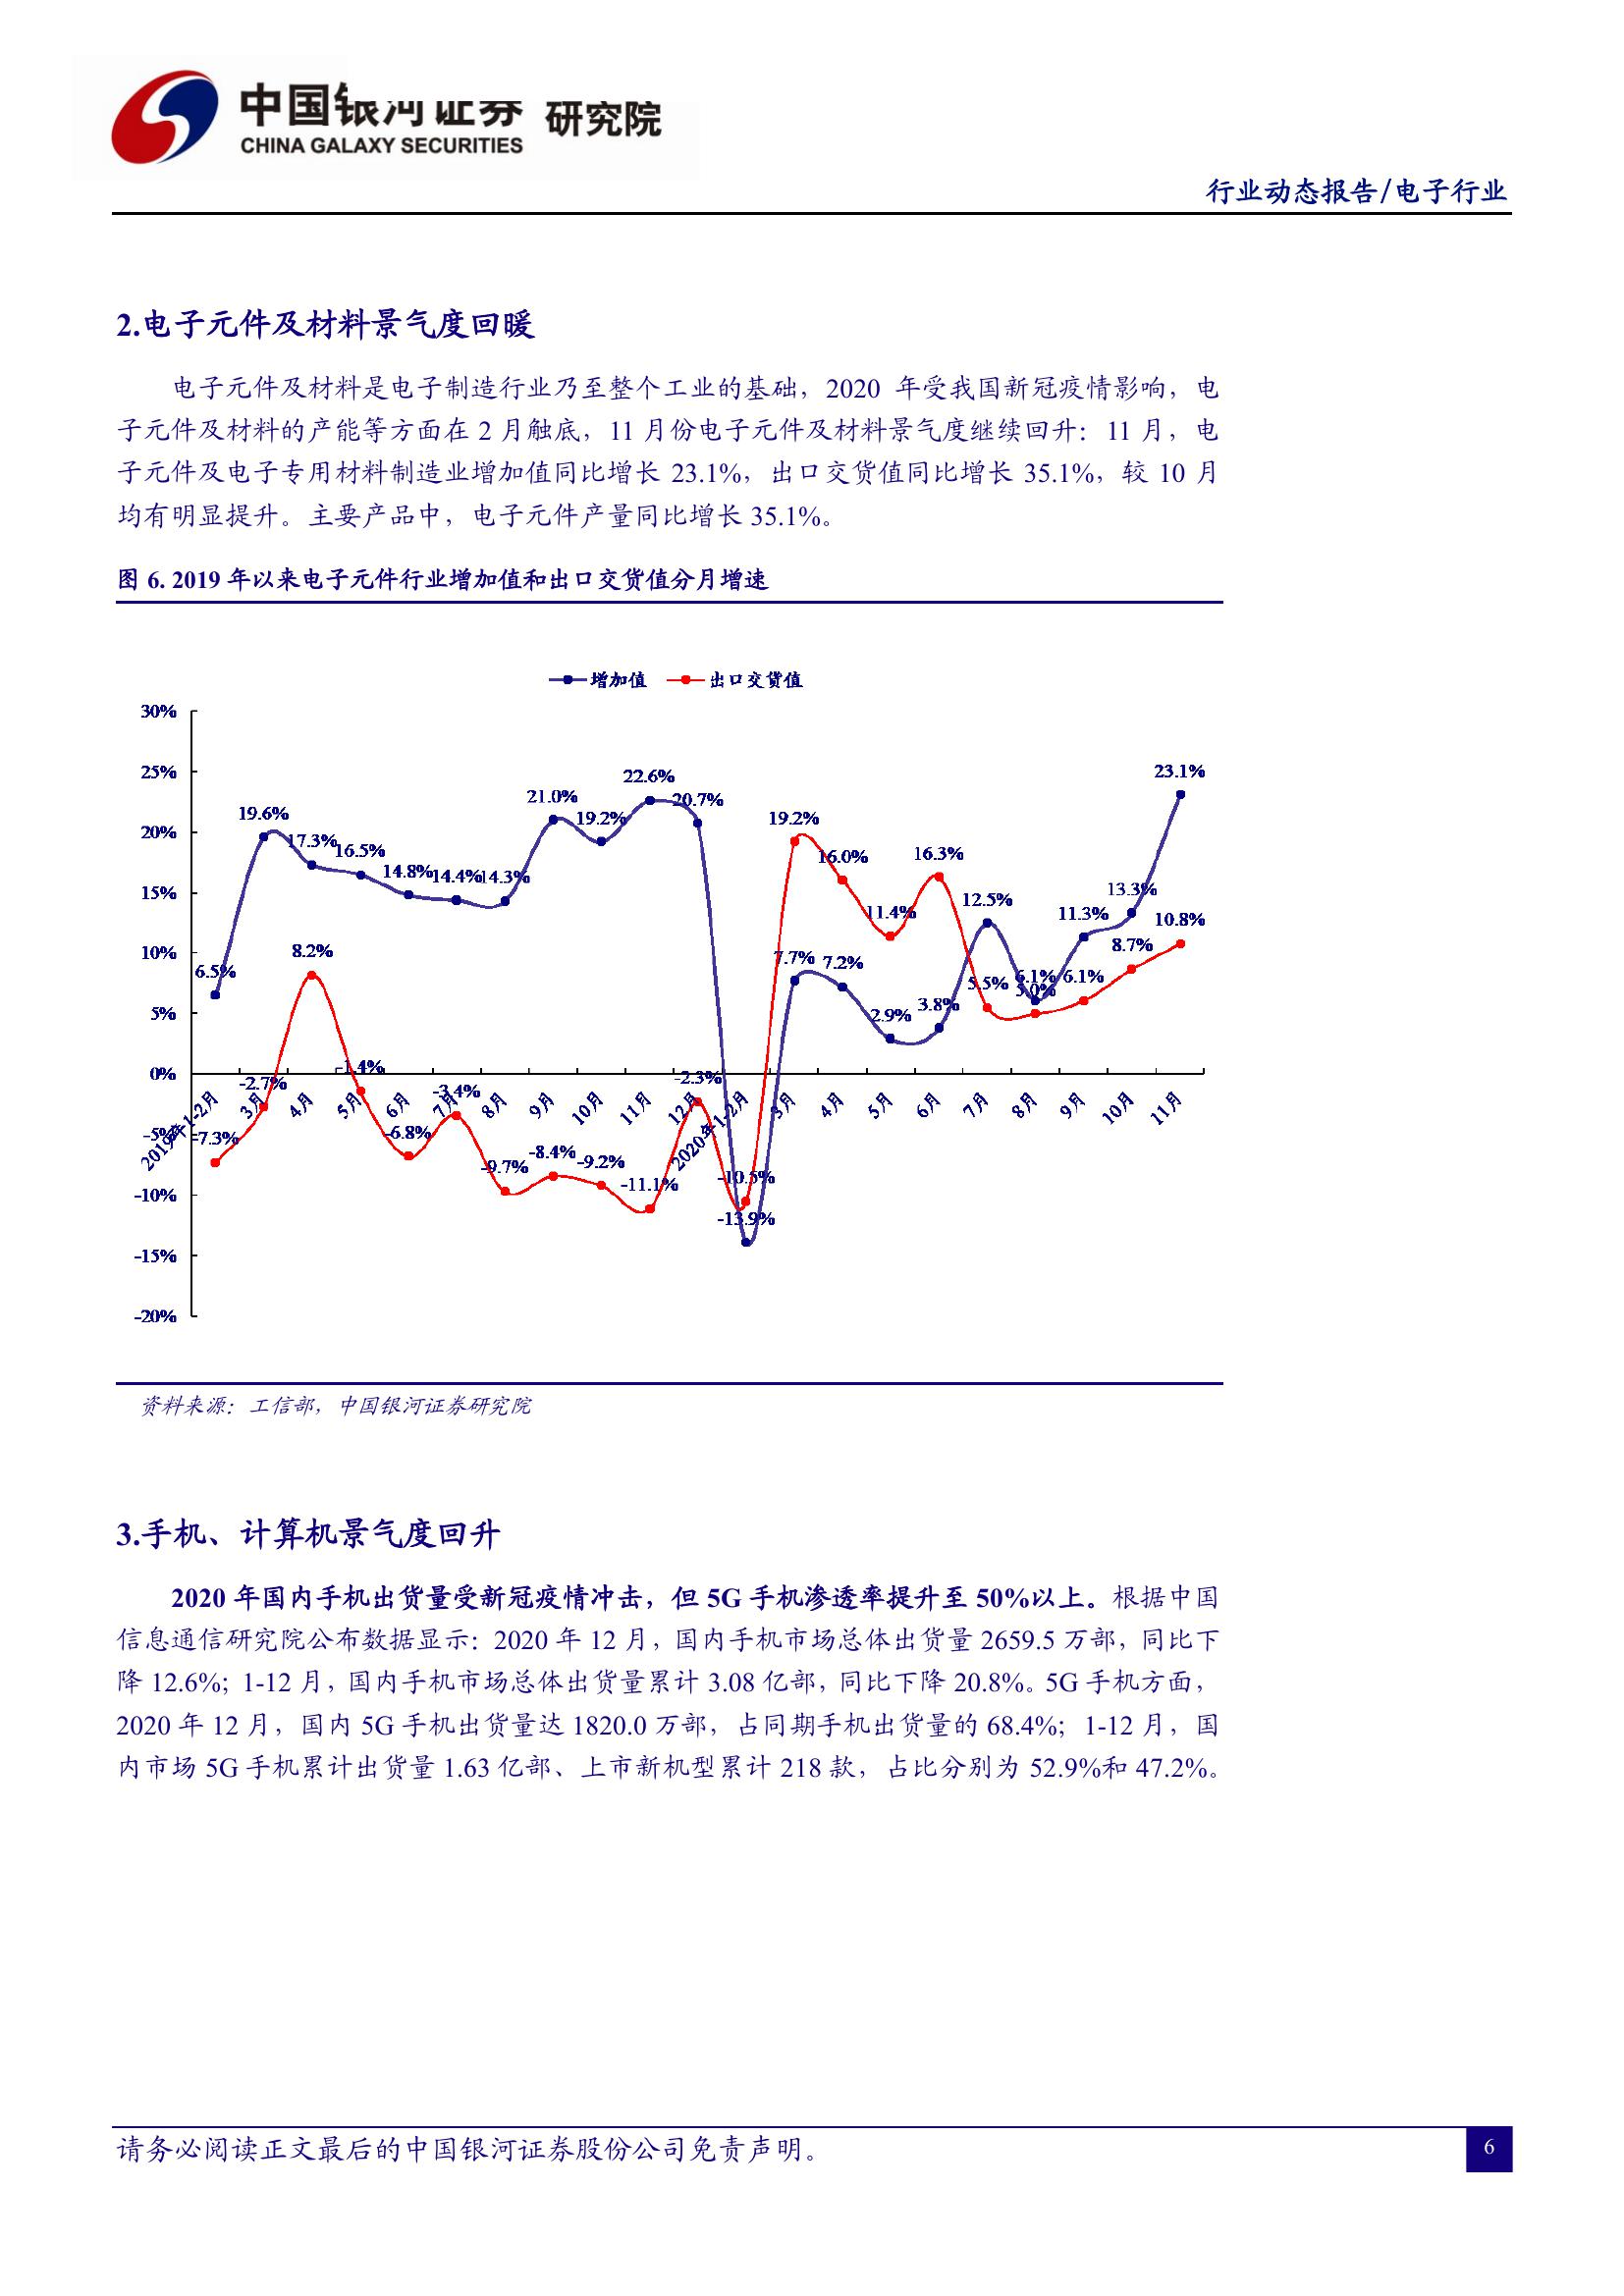 中国银河证券 研究院
CHINA GALAXY SECURITIES
行业动态报告/电子行业
2.电子元件及材料景气度回暖
电子元件及材料是电子制造行业乃至整个工业的基础，2020 年受我国新冠疫情影响，电
子元件及材料的产能等方面在 2 月触底，11 月份电子元件及材料景气度继续回升：11 月，电
子元件及电子专用材料制造业增加值同比增长 23.1%，出口交货值同比增长 35.1%，较 10 月
均有明显提升。主要产品中，电子元件产量同比增长 35.1%。
图 6. 2019 年以来电子元件行业增加值和出口交货值分月增速
增加值 出口交货值
30%
25%
20%
15%
10%
5%
0%
-5%
-10%
-15%
-20%
6.5% 19.6% 17.3% 16.5% 14.8% 14.4% 14.3% 21.0% 19.2% 22.6% 20.7% -13.9% 7.7% 7.2% 2.9% 3.8% 12.5% 6.1% 11.3% 13.3% 23.1%
-7.3% -2.7% 8.2% -1.4% -6.8% -3.4% -9.7% -8.4% -9.2% -11.1% -2.3% -10.5% 19.2% 16.0% 11.4% 16.3% 5.5% 5.0% 6.1% 8.7% 10.8%
2019年1-2月 3月 4月 5月 6月 7月 8月 9月 10月 11月 12月 2020年1-2月 3月 4月 5月 6月 7月 8月 9月 10月 11月
资料来源：工信部，中国银河证券研究院
3.手机、计算机景气度回升
2020 年国内手机出货量受新冠疫情冲击，但 5G 手机渗透率提升至 50%以上。根据中国
信息通信研究院公布数据显示：2020 年 12 月，国内手机市场总体出货量 2659.5 万部，同比下
降 12.6%；1-12 月，国内手机市场总体出货量累计 3.08 亿部，同比下降 20.8%。5G 手机方面，
2020 年 12 月，国内 5G 手机出货量达 1820.0 万部，占同期手机出货量的 68.4%；1-12 月，国
内市场 5G 手机累计出货量 1.63 亿部、上市新机型累计 218 款，占比分别为 52.9%和 47.2%。
请务必阅读正文最后的中国银河证券股份公司免责声明。
6